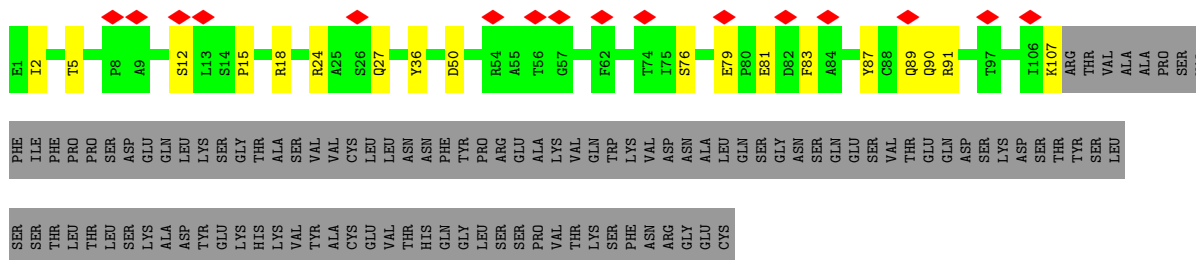 E1 I2 T5 P8 A9 S12 L13 S14 P15 R18 R24 A25 S26 Q27 Y36 D50 R54 A55 T56 G57 F62 T74 I75 S76 E79 P80 E81 D82 F83 A84 Y87 C88 Q89 Q90 R91 T97 I106 K107 ARG THR VAL ALA ALA PRO SER
PHE ILE PHE PRO PRO SER ASP GLU GLN LEU LYS SER GLY THR ALA SER VAL VAL CYS LEU LEU ASN ASN PHE TYR PRO ARG GLU ALA LYS VAL GLN TRP LYS VAL ASP ASN ALA LEU GLN SER GLY ASN SER GLN GLU SER VAL THR GLU GLN ASP SER LYS ASP SER THR TYR SER LEU
SER SER THR LEU THR LEU SER LYS ALA ASP TYR GLU LYS HIS LYS VAL TYR ALA CYS GLU VAL THR HIS GLN GLY LEU SER SER PRO VAL THR LYS SER PHE ASN ARG GLY GLU CYS